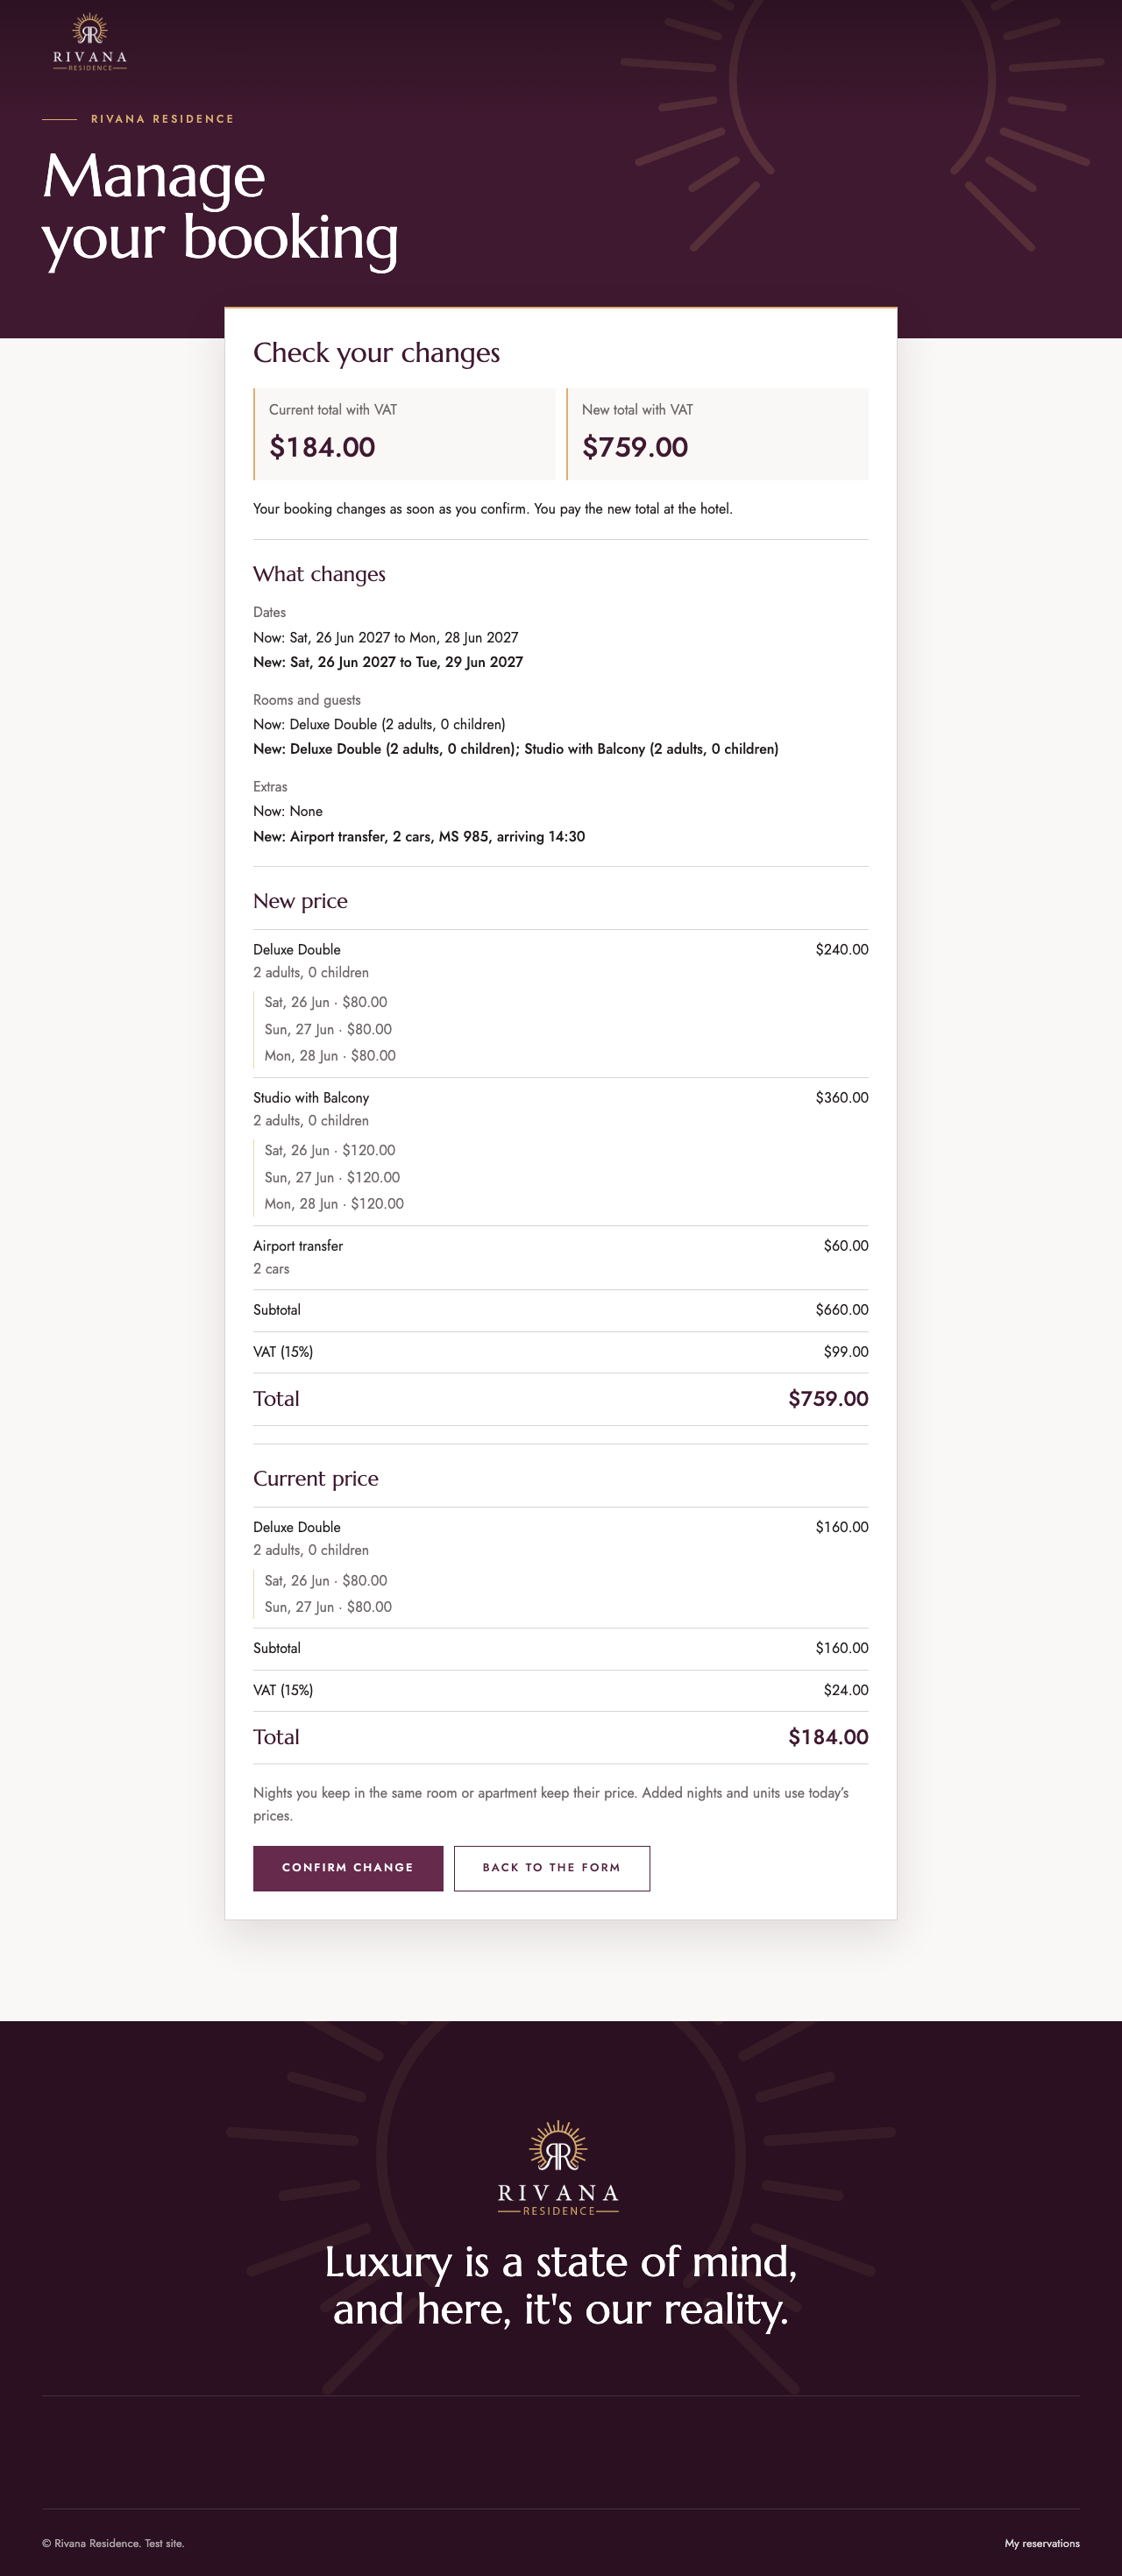 RIVANA
RESIDENCE
RIVANA RESIDENCE
Manage
your booking
Check your changes
Current total with VAT
$184.00
New total with VAT
$759.00
Your booking changes as soon as you confirm. You pay the new total at the hotel.
What changes
Dates
Now: Sat, 26 Jun 2027 to Mon, 28 Jun 2027
New: Sat, 26 Jun 2027 to Tue, 29 Jun 2027
Rooms and guests
Now: Deluxe Double (2 adults, 0 children)
New: Deluxe Double (2 adults, 0 children); Studio with Balcony (2 adults, 0 children)
Extras
Now: None
New: Airport transfer, 2 cars, MS 985, arriving 14:30
New price
Deluxe Double $240.00
2 adults, 0 children
Sat, 26 Jun · $80.00
Sun, 27 Jun · $80.00
Mon, 28 Jun · $80.00
Studio with Balcony $360.00
2 adults, 0 children
Sat, 26 Jun · $120.00
Sun, 27 Jun · $120.00
Mon, 28 Jun · $120.00
Airport transfer $60.00
2 cars
Subtotal $660.00
VAT (15%) $99.00
Total $759.00
Current price
Deluxe Double $160.00
2 adults, 0 children
Sat, 26 Jun · $80.00
Sun, 27 Jun · $80.00
Subtotal $160.00
VAT (15%) $24.00
Total $184.00
Nights you keep in the same room or apartment keep their price. Added nights and units use today's
prices.
CONFIRM CHANGE
BACK TO THE FORM
RIVANA
RESIDENCE
Luxury is a state of mind,
and here, it's our reality.
© Rivana Residence. Test site.
My reservations